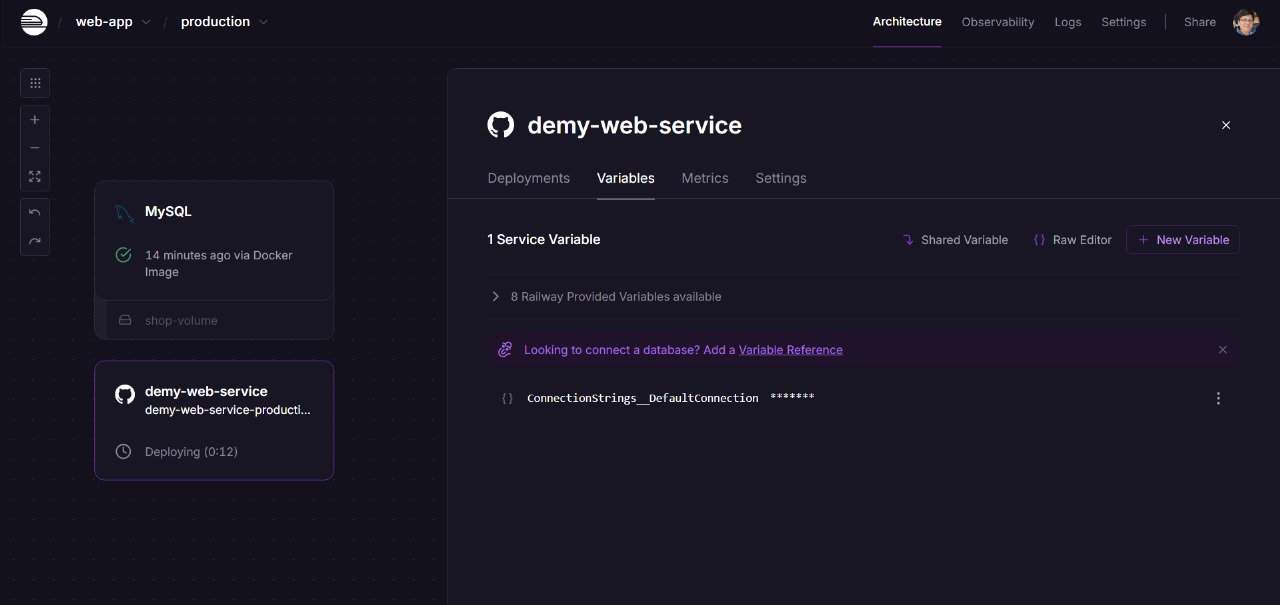 / web-app / production
Architecture Observability Logs Settings Share
MySQL
14 minutes ago via Docker
Image
shop-volume
demy-web-service
demy-web-service-producti...
Deploying (0:12)
demy-web-service
Deployments Variables Metrics Settings
1 Service Variable
Shared Variable {} Raw Editor + New Variable
8 Railway Provided Variables available
Looking to connect a database? Add a Variable Reference
{} ConnectionStrings__DefaultConnection *******